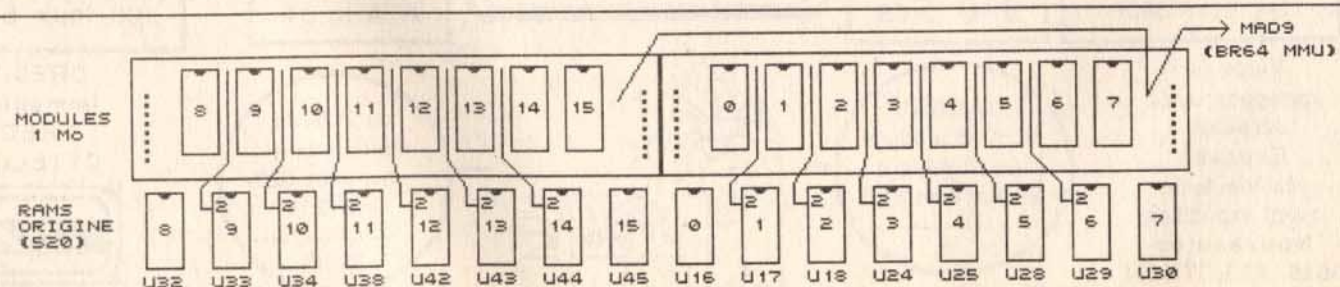 MAD9
(BR64 MMU)
MODULES
1 Mo
8 9 10 11 12 13 14 15 0 1 2 3 4 5 6 7
RAMS
ORIGINE
(520)
2 2 2 2 2 2 2 2 2 2 2 2
8 9 10 11 12 13 14 15 0 1 2 3 4 5 6 7
U32 U33 U34 U38 U42 U43 U44 U45 U16 U17 U18 U24 U25 U28 U29 U30